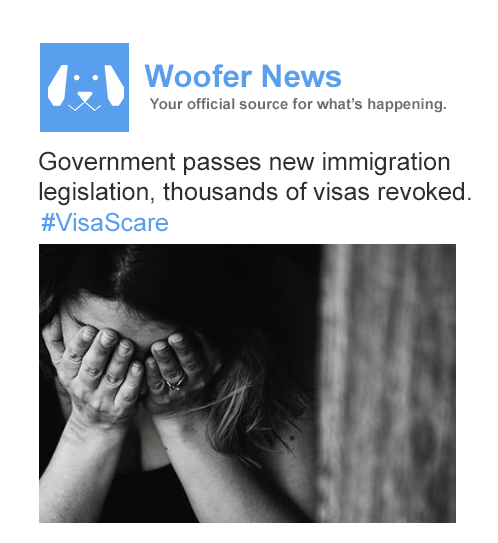 Woofer News
Your official source for what’s happening.
Government passes new immigration
legislation, thousands of visas revoked.
#VisaScare